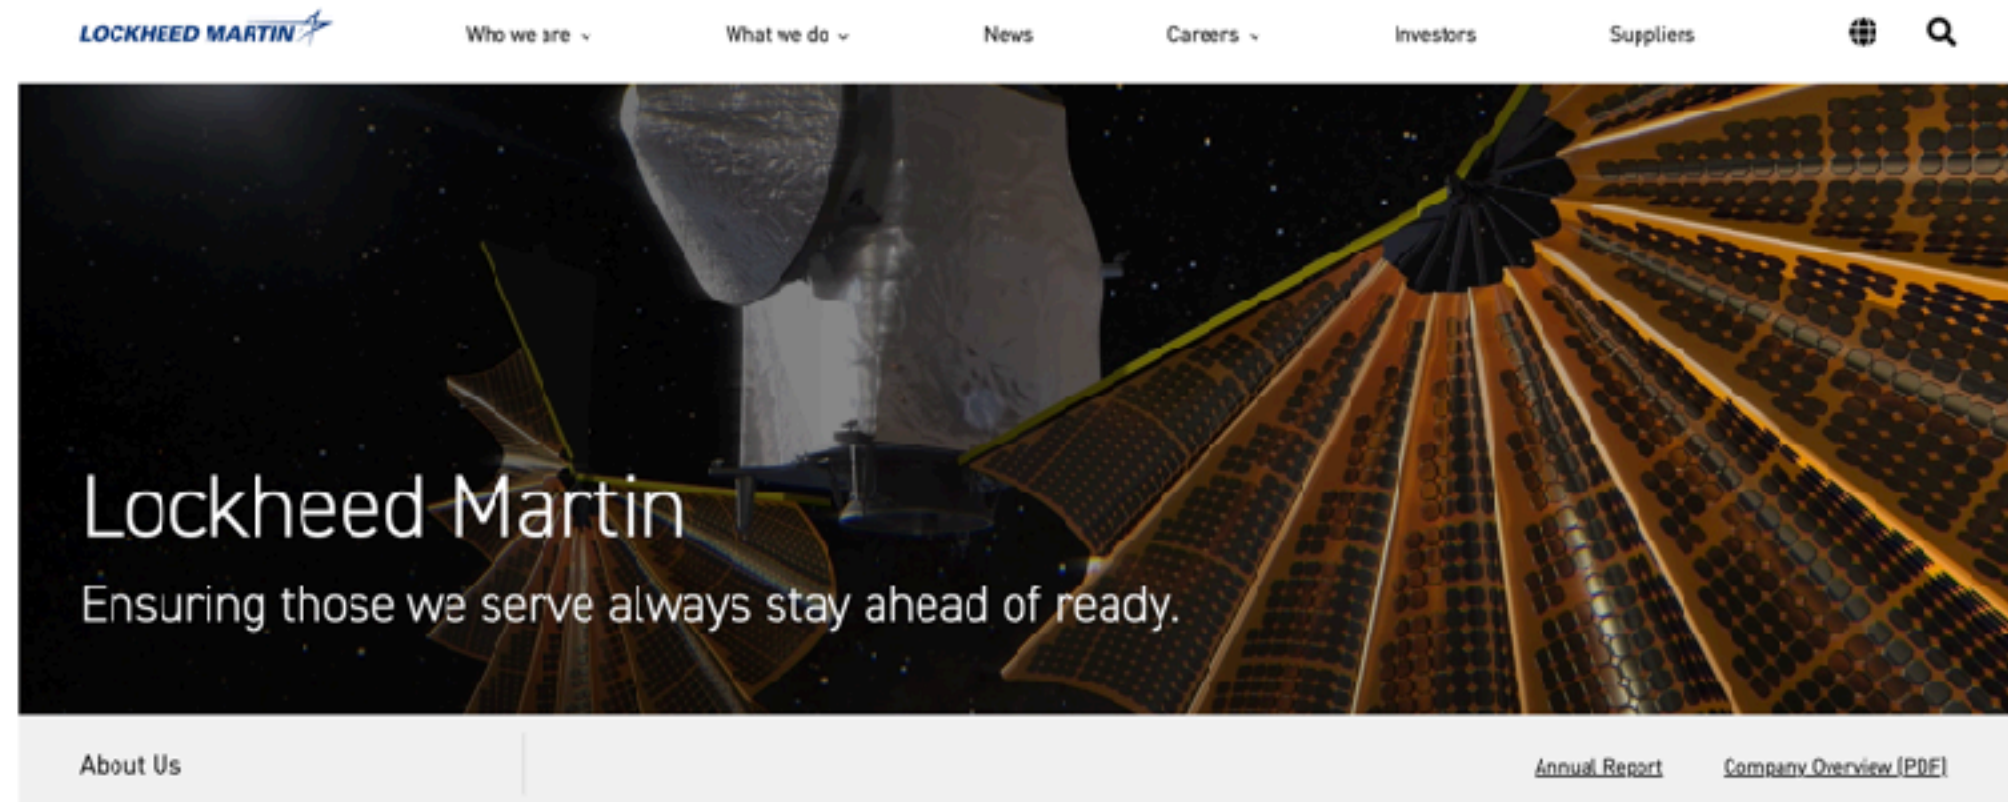 LOCKHEED MARTIN
Who we are
What we do
News
Careers
Investors
Suppliers
Lockheed Martin
Ensuring those we serve always stay ahead of ready.
About Us
Annual Report
Company Overview (PDF)